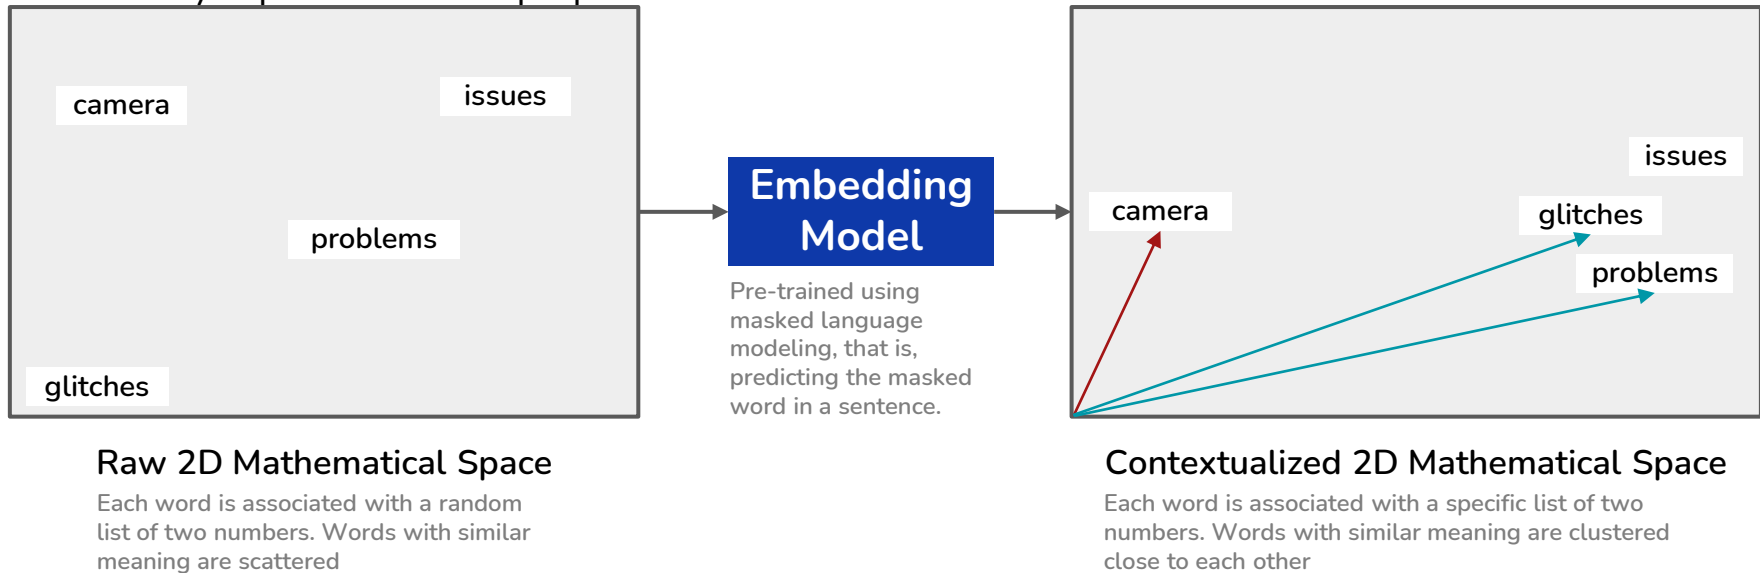 camera
issues
problems
glitches
Embedding
Model
Pre-trained using
masked language
modeling, that is,
predicting the masked
word in a sentence.
issues
camera
glitches
problems
Raw 2D Mathematical Space
Each word is associated with a random
list of two numbers. Words with similar
meaning are scattered
Contextualized 2D Mathematical Space
Each word is associated with a specific list of two
numbers. Words with similar meaning are clustered
close to each other